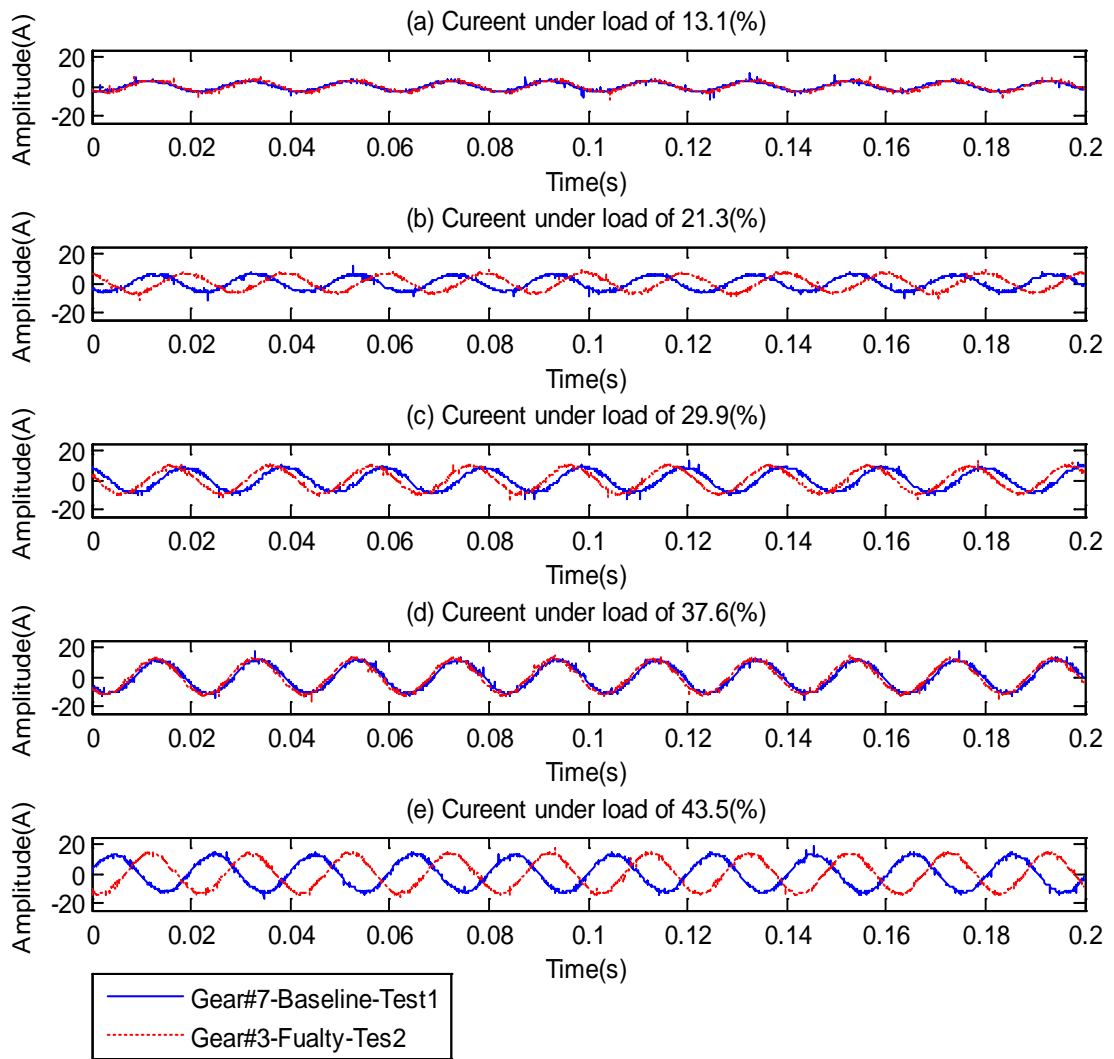 (a) Cureent under load of 13.1(%)
Amplitude(A)
20
0
-20
0 0.02 0.04 0.06 0.08 0.1 0.12 0.14 0.16 0.18 0.2
Time(s)
(b) Cureent under load of 21.3(%)
Amplitude(A)
20
0
-20
0 0.02 0.04 0.06 0.08 0.1 0.12 0.14 0.16 0.18 0.2
Time(s)
(c) Cureent under load of 29.9(%)
Amplitude(A)
20
0
-20
0 0.02 0.04 0.06 0.08 0.1 0.12 0.14 0.16 0.18 0.2
Time(s)
(d) Cureent under load of 37.6(%)
Amplitude(A)
20
0
-20
0 0.02 0.04 0.06 0.08 0.1 0.12 0.14 0.16 0.18 0.2
Time(s)
(e) Cureent under load of 43.5(%)
Amplitude(A)
20
0
-20
0 0.02 0.04 0.06 0.08 0.1 0.12 0.14 0.16 0.18 0.2
Time(s)
Gear#7-Baseline-Test1
Gear#3-Fualty-Tes2